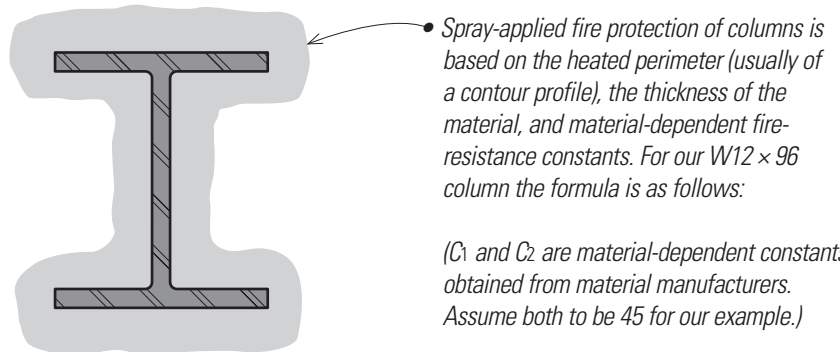 • Spray-applied fire protection of columns is
based on the heated perimeter (usually of
a contour profile), the thickness of the
material, and material-dependent fire-
resistance constants. For our W12 × 96
column the formula is as follows:
(C1 and C2 are material-dependent constants
obtained from material manufacturers.
Assume both to be 45 for our example.)